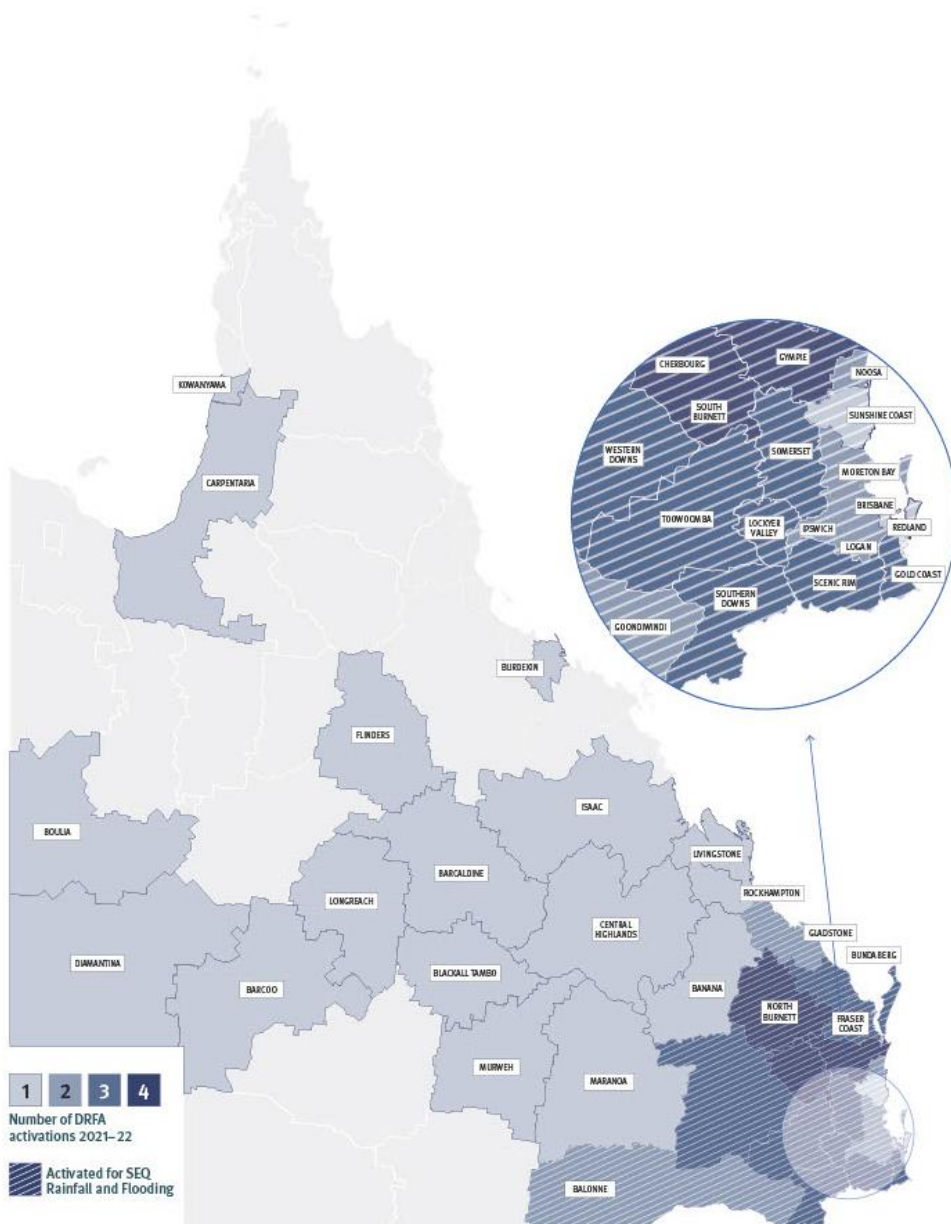 KOWANYAMA
CARPENTARIA
BURDEKIN
FLINDERS
ISAAC
BOULIA
LIVINGSTONE
BARCALDINE
LONGREACH
ROCKHAMPTON
CENTRAL
HIGHLANDS
GLADSTONE
DIAMANTINA
BLACKALL TAMBO
BUNDABERG
BARCOO
BANANA
NORTH
BURNETT
FRASER
COAST
MURWEH
MARANOA
BALONNE
CHERBOURG
GYMPIE
NOOSA
SOUTH
BURNETT
SUNSHINE COAST
WESTERN
DOWNS
SOMERSET
MORETON BAY
BRISBANE
TOOWOOMBA
LOCKYER
VALLEY
IPSWICH
REDLAND
LOGAN
GOLD COAST
SCENIC RIM
SOUTHERN
DOWNS
GOONDIWINDI
1 2 3 4
Number of DRFA
activations 2021–22
Activated for SEQ
Rainfall and Flooding